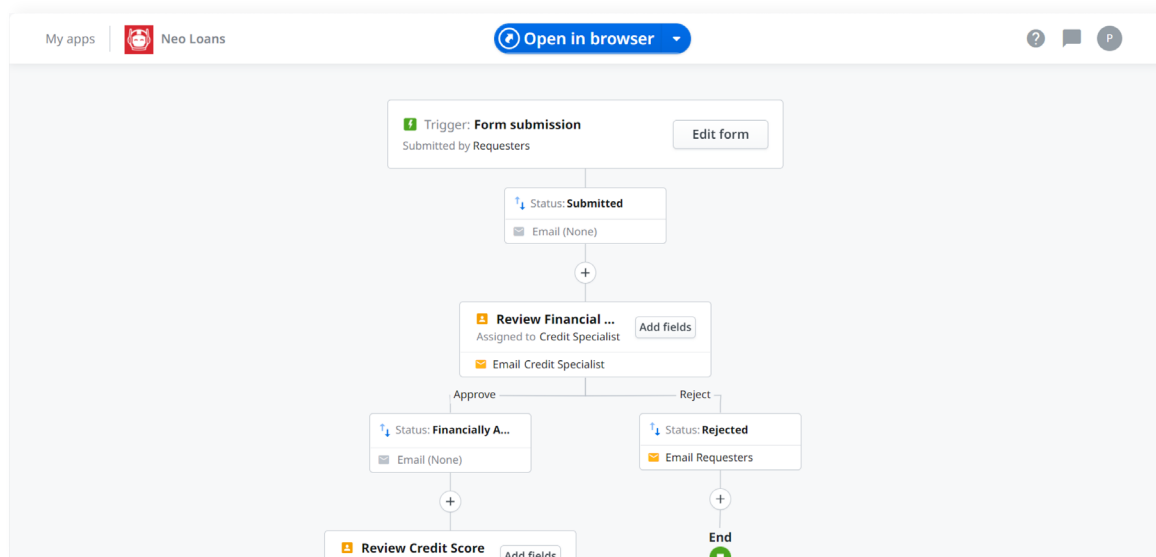 My apps
Neo Loans
Open in browser
P
Trigger: Form submission
Submitted by Requesters
Edit form
Status: Submitted
Email (None)
Review Financial ...
Assigned to Credit Specialist
Add fields
Email Credit Specialist
Approve
Reject
Status: Financially A...
Status: Rejected
Email (None)
Email Requesters
End
Review Credit Score
Add fields